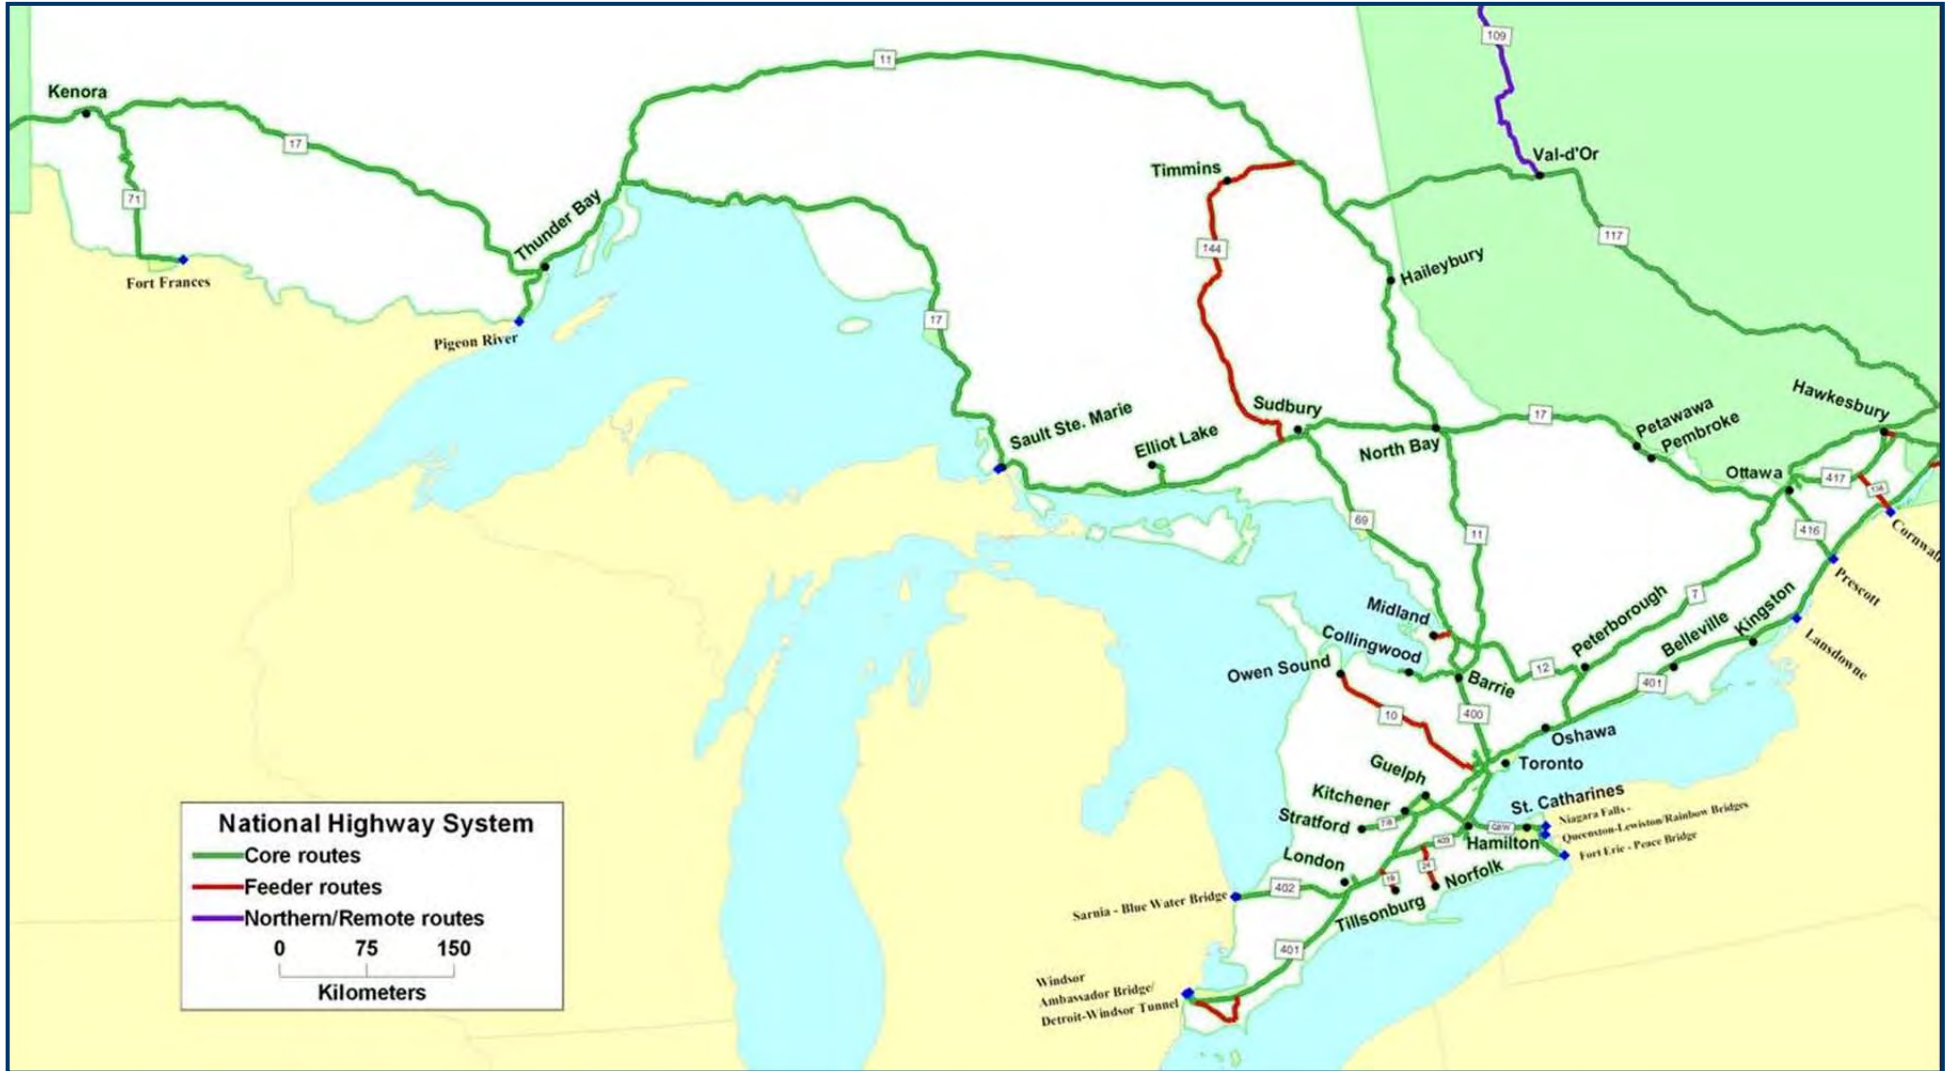 109
11
Kenora
17
Val-d'Or
Timmins
71
Thunder Bay
117
144
Haileybury
Fort Frances
17
Pigeon River
Hawkesbury
Sudbury
17
Petawawa
Pembroke
Sault Ste. Marie
Elliot Lake
North Bay
Ottawa
417
138
69
11
416
Cornwall
Prescott
Midland
Peterborough
7
Kingston
Collingwood
Belleville
Lansdowne
Owen Sound
12
401
Barrie
10
400
Oshawa
Toronto
Guelph
Kitchener
St. Catharines
Niagara Falls -
Queenston-Lewiston/Rainbow Bridges
Fort Erie - Peace Bridge
Stratford
7/8
QEW
403
Hamilton
London
24
Norfolk
19
402
Sarnia - Blue Water Bridge
Tillsonburg
401
Windsor
Ambassador Bridge/
Detroit-Windsor Tunnel
National Highway System
Core routes
Feeder routes
Northern/Remote routes
0 75 150
Kilometers